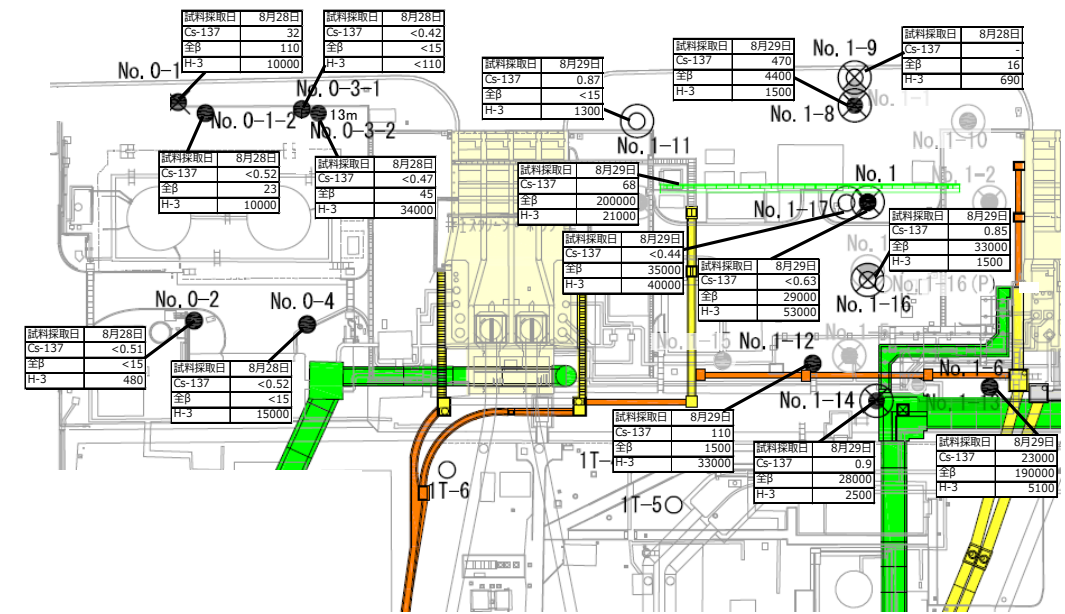 試料採取日 8月28日
Cs-137 32
全β 110
H-3 10000
試料採取日 8月28日
Cs-137 <0.42
全β <15
H-3 <110
試料採取日 8月29日
Cs-137 0.87
全β <15
H-3 1300
試料採取日 8月29日
Cs-137 470
全β 4400
H-3 1500
試料採取日 8月28日
Cs-137 -
全β 16
H-3 690
No. 0-1
No. 0-1-2
No. 0-3-1
13m
No. 0-3-2
No. 1-11
No. 1-9
No. 1-8
No. 1-10
試料採取日 8月28日
Cs-137 <0.52
全β 23
H-3 10000
試料採取日 8月28日
Cs-137 <0.47
全β 45
H-3 34000
試料採取日 8月29日
Cs-137 68
全β 200000
H-3 21000
No. 1
No. 1-2
No. 1-17
試料採取日 8月29日
Cs-137 0.85
全β 33000
H-3 1500
試料採取日 8月29日
Cs-137 <0.44
全β 35000
H-3 40000
試料採取日 8月29日
Cs-137 <0.63
全β 29000
H-3 53000
No. 1-16
No. 1-16(P)
No. 0-2
No. 0-4
試料採取日 8月28日
Cs-137 <0.51
全β <15
H-3 480
試料採取日 8月28日
Cs-137 <0.52
全β <15
H-3 15000
No. 1-15
No. 1-12
No. 1-6
No. 1-14
No. 1-13
試料採取日 8月29日
Cs-137 110
全β 1500
H-3 33000
試料採取日 8月29日
Cs-137 0.9
全β 28000
H-3 2500
試料採取日 8月29日
Cs-137 23000
全β 190000
H-3 5100
1T-6
1T-
1T-5